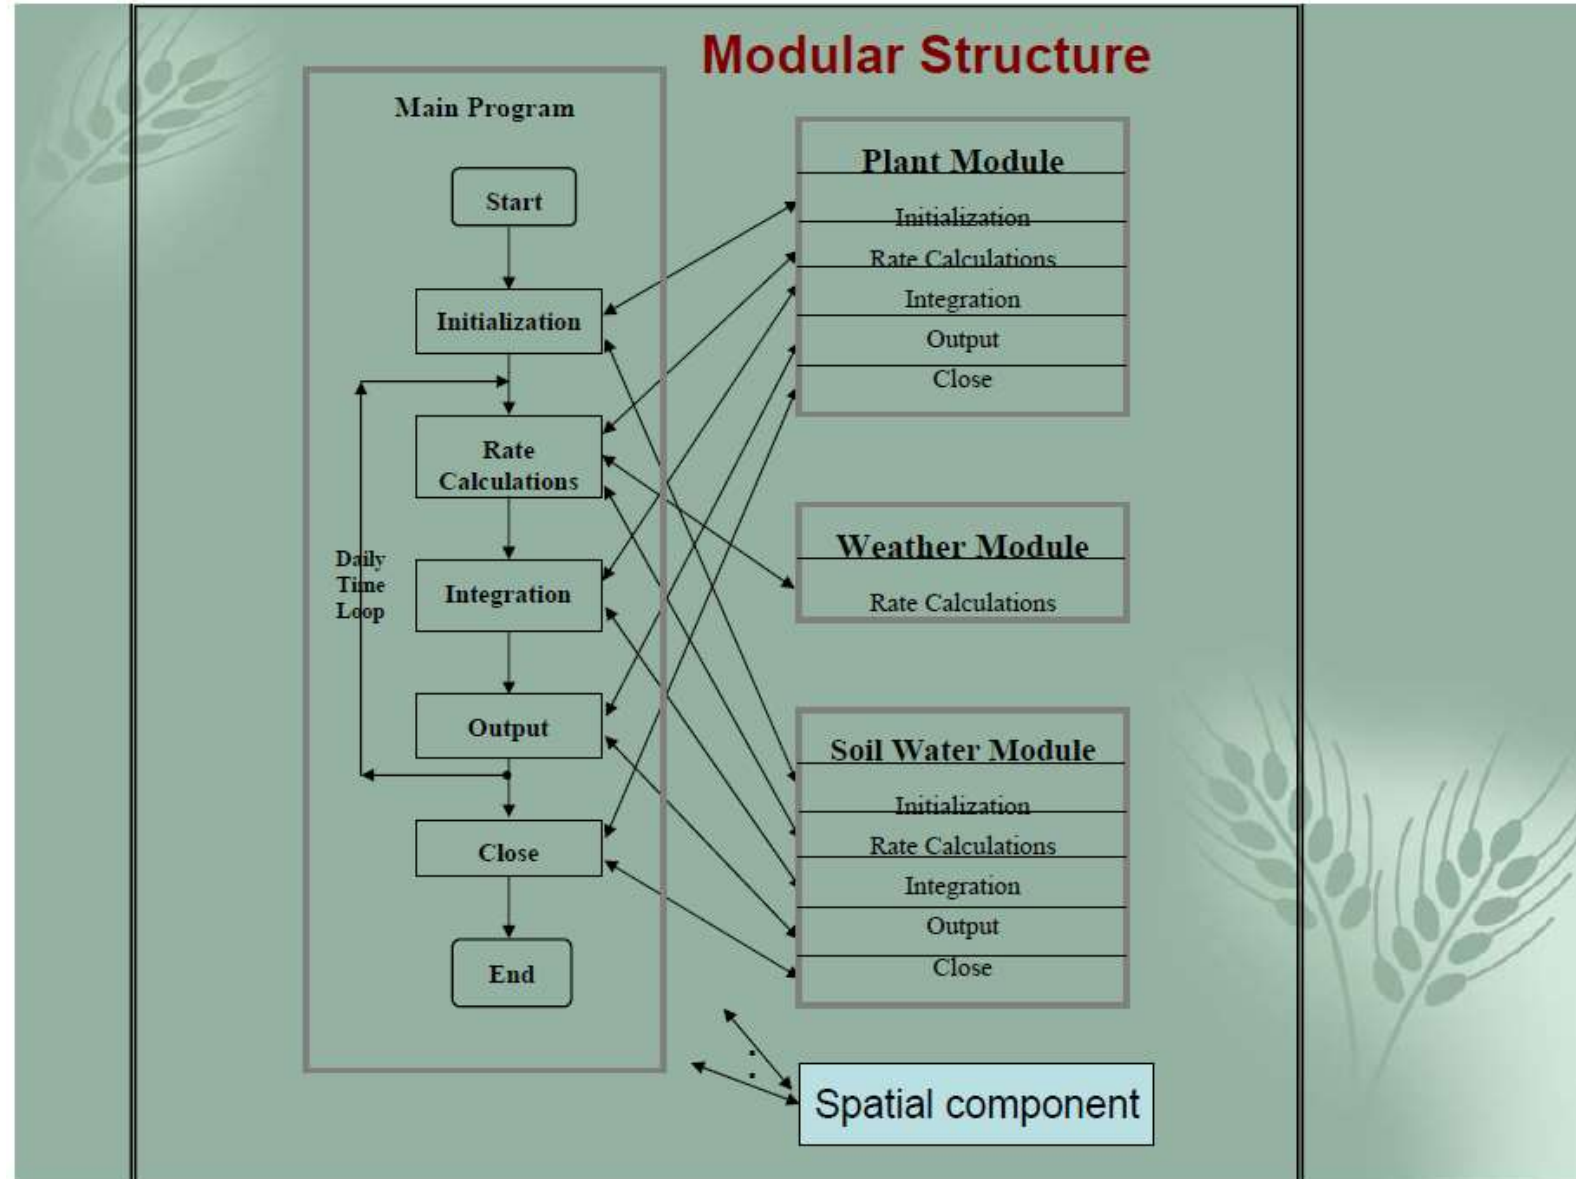 Modular Structure
Main Program
Start
Initialization
Rate
Calculations
Daily
Time
Loop
Integration
Output
Close
End
Plant Module
Initialization
Rate Calculations
Integration
Output
Close
Weather Module
Rate Calculations
Soil Water Module
Initialization
Rate Calculations
Integration
Output
Close
Spatial component